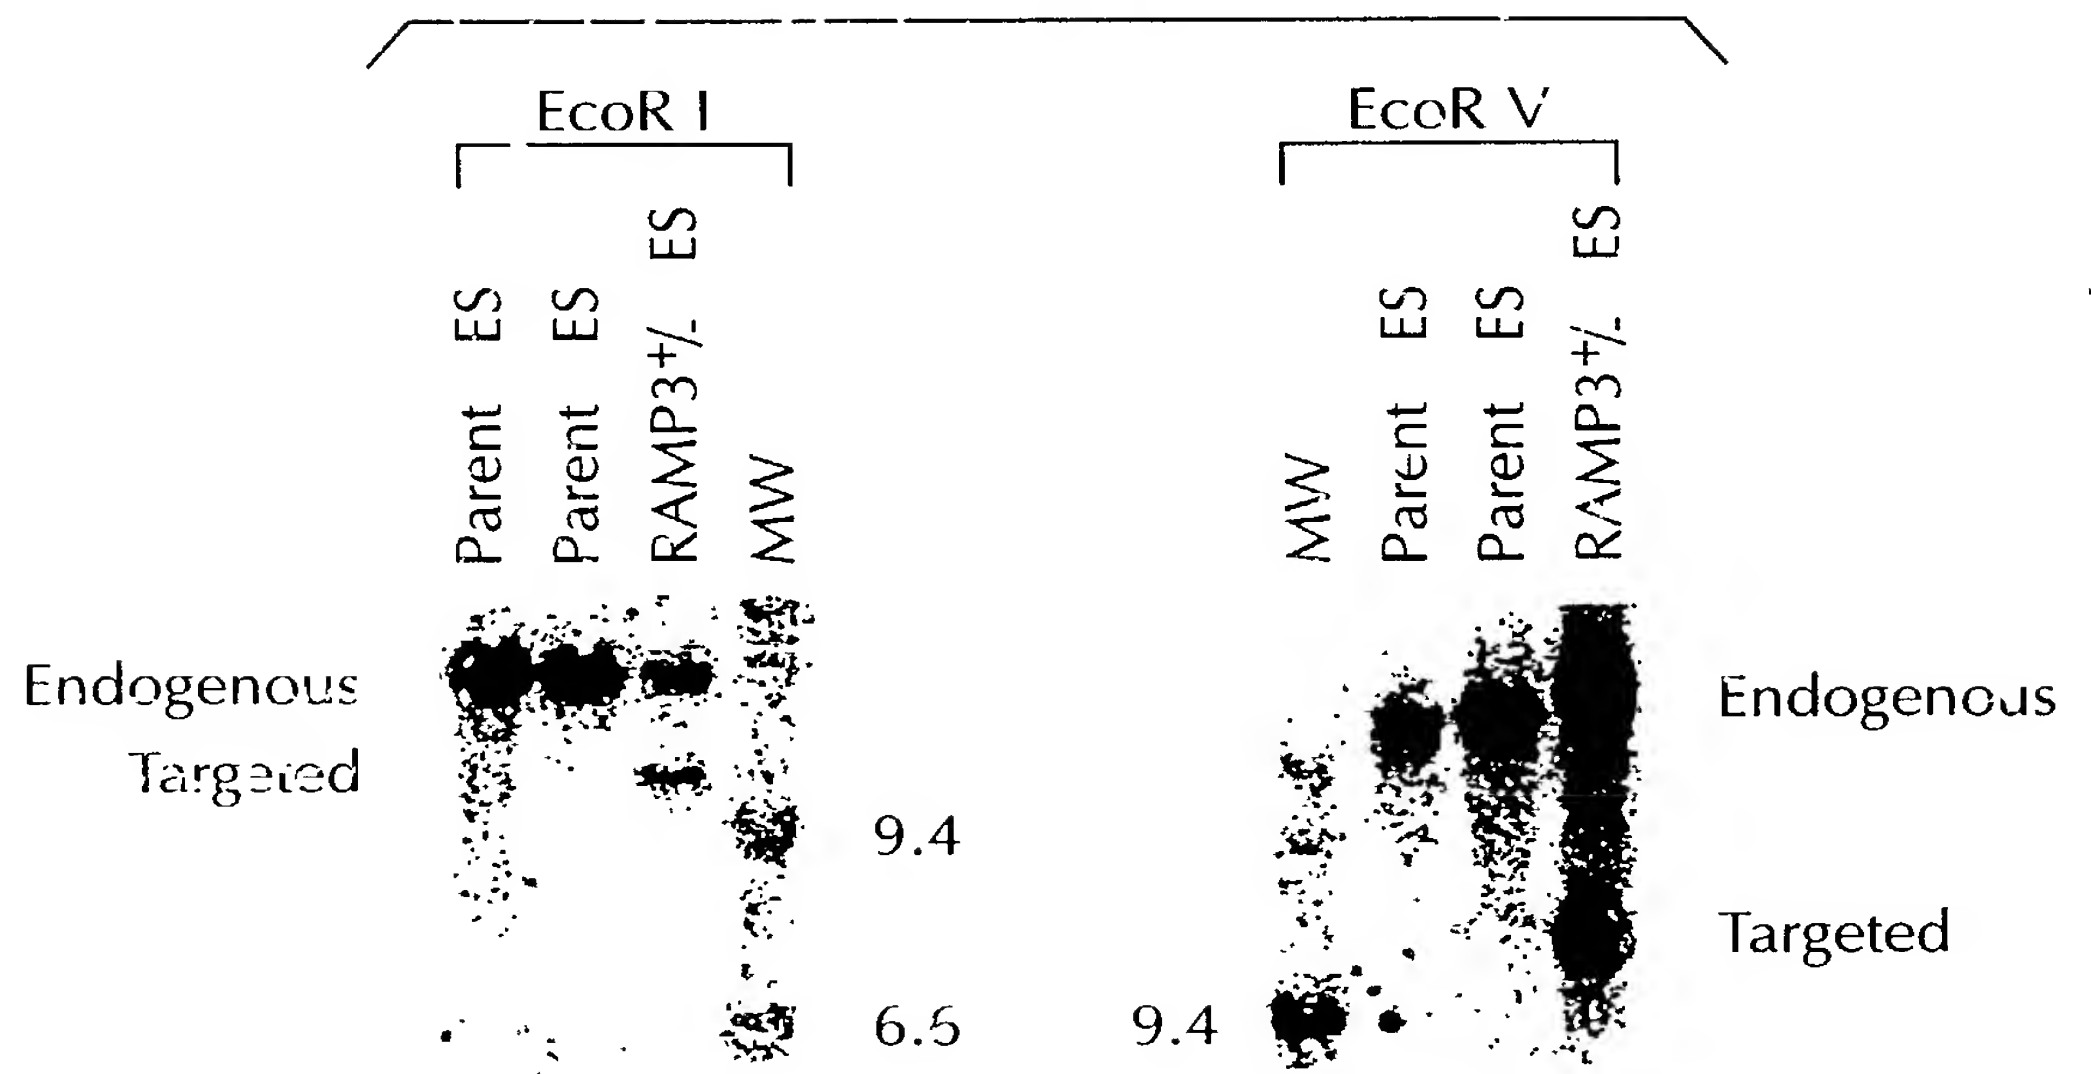 EcoR I
EcoR V
Parent ES
Parent ES
RAMP3+/- ES
MW
MW
Parent ES
Parent ES
RAMP3+/- ES
Endogenous
Targeted
9.4
6.6
9.4
Endogenous
Targeted